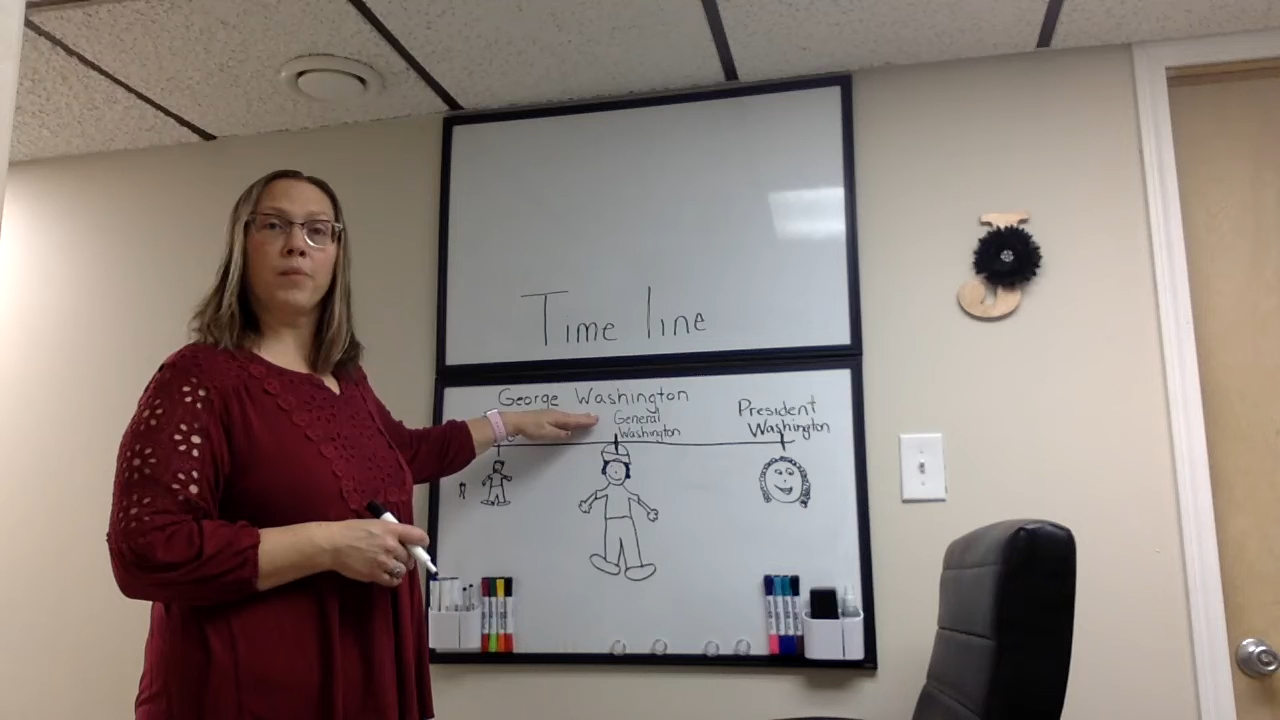 Time line
George Washington
General
Washington
President
Washington
J